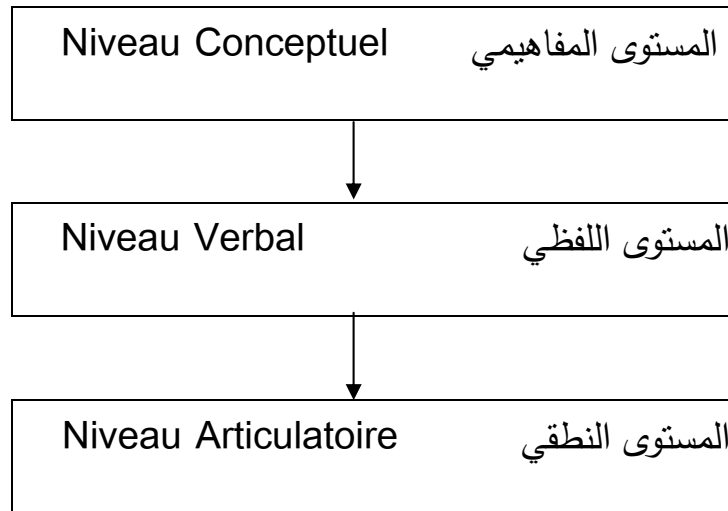 Niveau Conceptuel المستوى المفاهيمي
Niveau Verbal المستوى اللفظي
Niveau Articulatoire المستوى النطقي